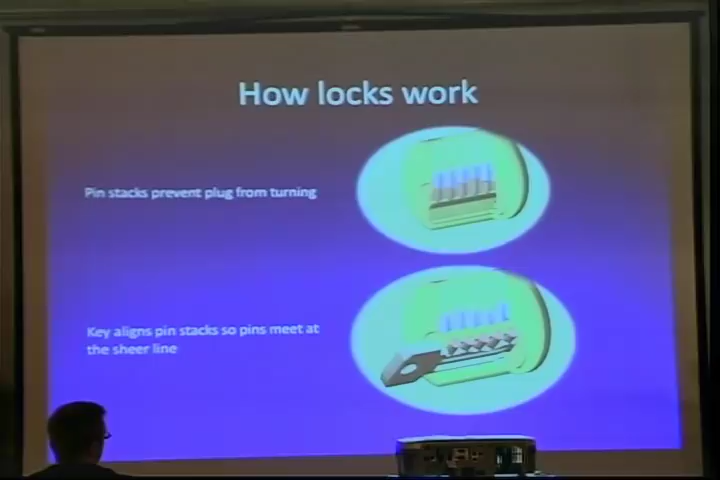 How locks work
Pin stacks prevent plug from turning
Key aligns pin stacks so pins meet at
the sheer line